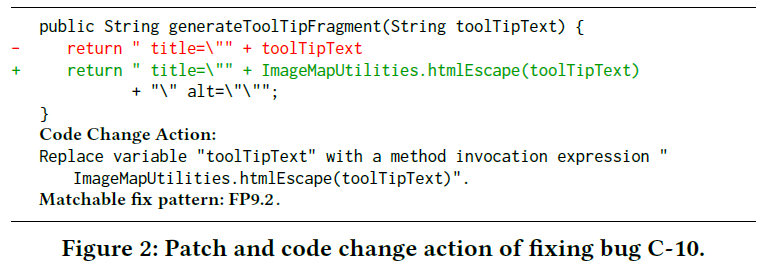 public String generateToolTipFragment(String toolTipText) {
- return " title=\"" + toolTipText
+ return " title=\"" + ImageMapUtilities.htmlEscape(toolTipText)
+ "\" alt=\"\"";
}
Code Change Action:
Replace variable "toolTipText" with a method invocation expression "
ImageMapUtilities.htmlEscape(toolTipText)".
Matchable fix pattern: FP9.2.
Figure 2: Patch and code change action of fixing bug C-10.